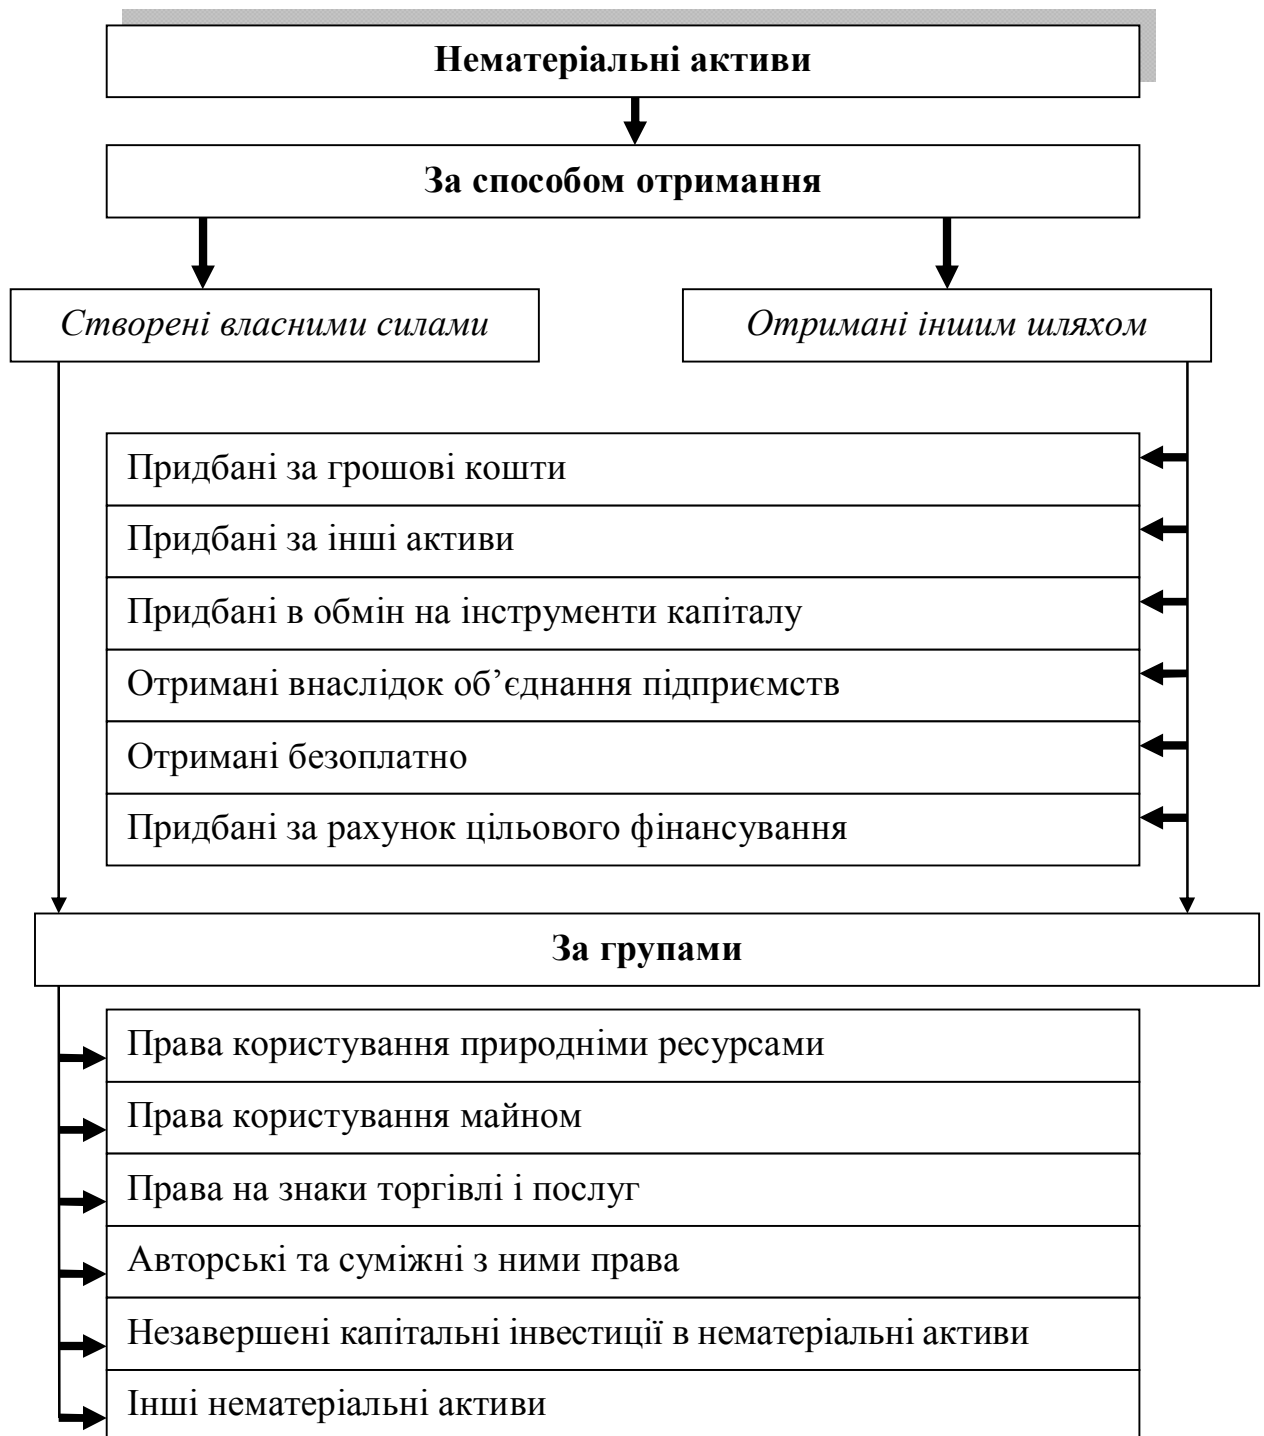 Нематеріальні активи
За способом отримання
Створені власними силами
Отримані іншим шляхом
Придбані за грошові кошти
Придбані за інші активи
Придбані в обмін на інструменти капіталу
Отримані внаслідок об’єднання підприємств
Отримані безоплатно
Придбані за рахунок цільового фінансування
За групами
Права користування природніми ресурсами
Права користування майном
Права на знаки торгівлі і послуг
Авторські та суміжні з ними права
Незавершені капітальні інвестиції в нематеріальні активи
Інші нематеріальні активи